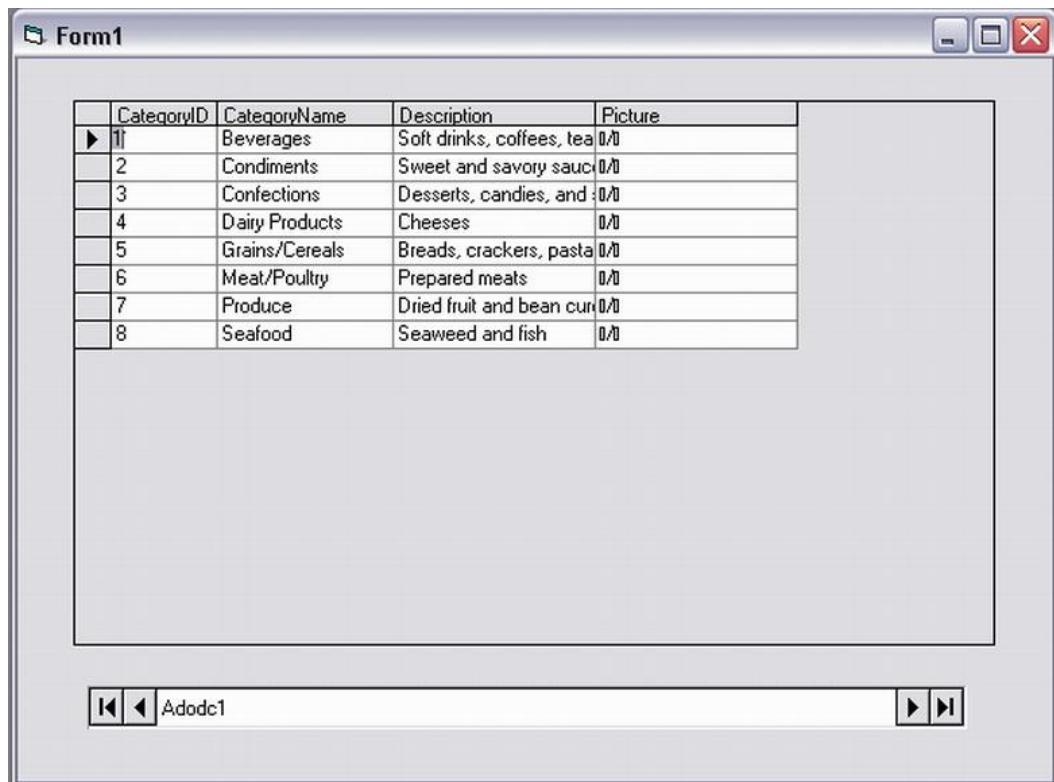 Form1
CategoryID CategoryName Description Picture
1 Beverages Soft drinks, coffees, tea
2 Condiments Sweet and savory sauc
3 Confections Desserts, candies, and
4 Dairy Products Cheeses
5 Grains/Cereals Breads, crackers, pasta
6 Meat/Poultry Prepared meats
7 Produce Dried fruit and bean cur
8 Seafood Seaweed and fish
Adodc1